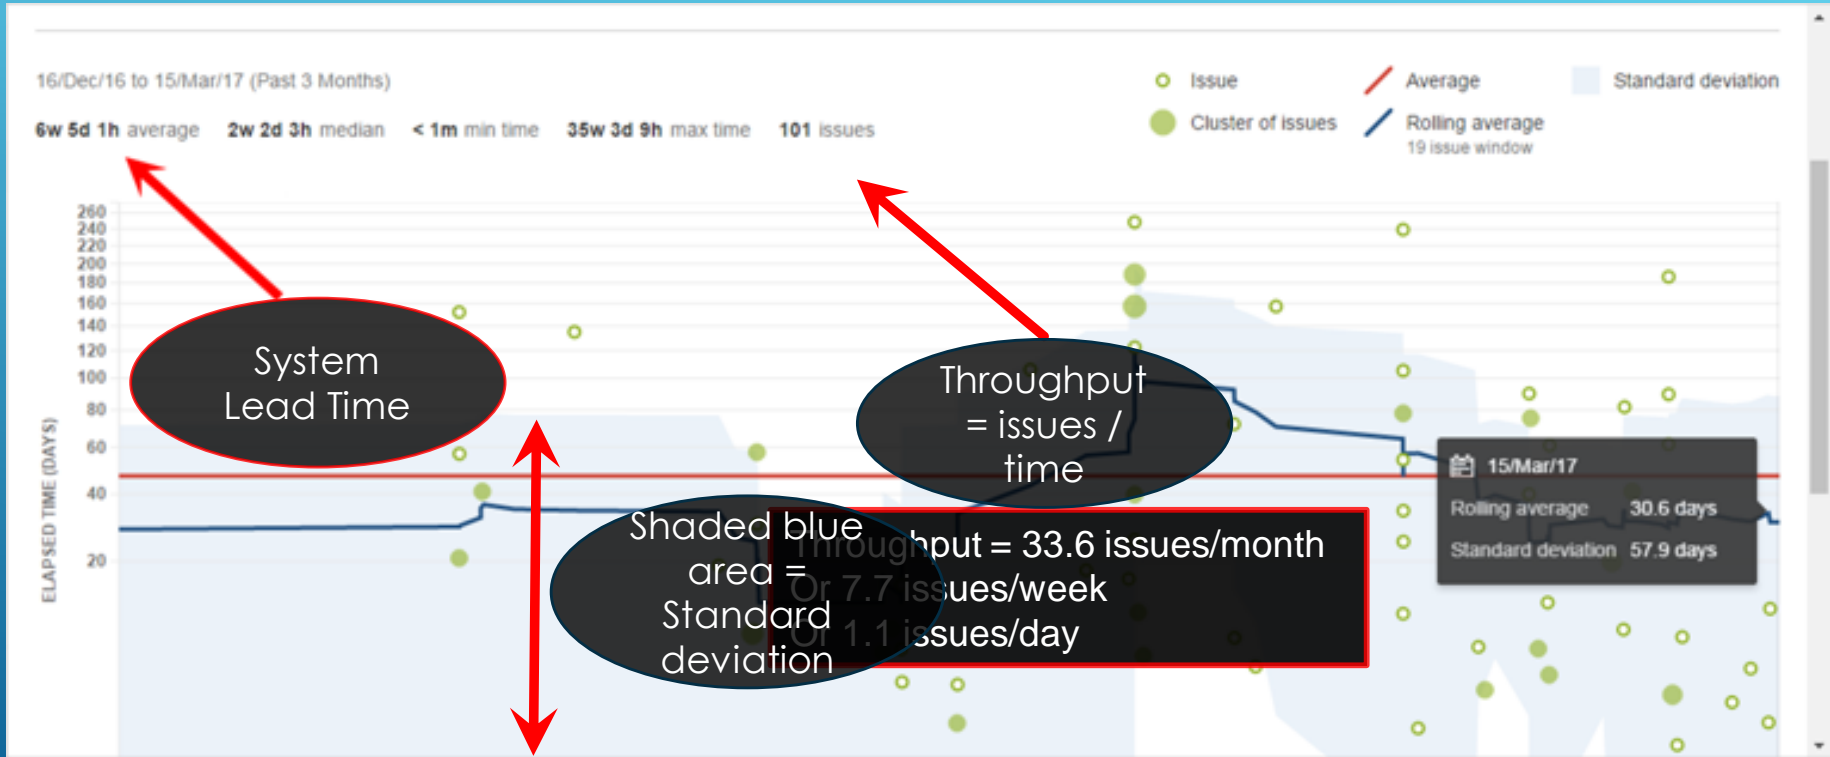 16/Dec/16 to 15/Mar/17 (Past 3 Months)
6w 5d 1h average 2w 2d 3h median < 1m min time 35w 3d 9h max time 101 issues
Issue
Average
Standard deviation
Cluster of issues
Rolling average
19 issue window
260
240
220
200
180
160
140
120
100
80
60
40
20
ELAPSED TIME (DAYS)
System
Lead Time
Throughput
= issues /
time
Shaded blue
area =
Standard
deviation
Throughput = 33.6 issues/month
Or 7.7 issues/week
Or 1.1 issues/day
15/Mar/17
Rolling average 30.6 days
Standard deviation 57.9 days